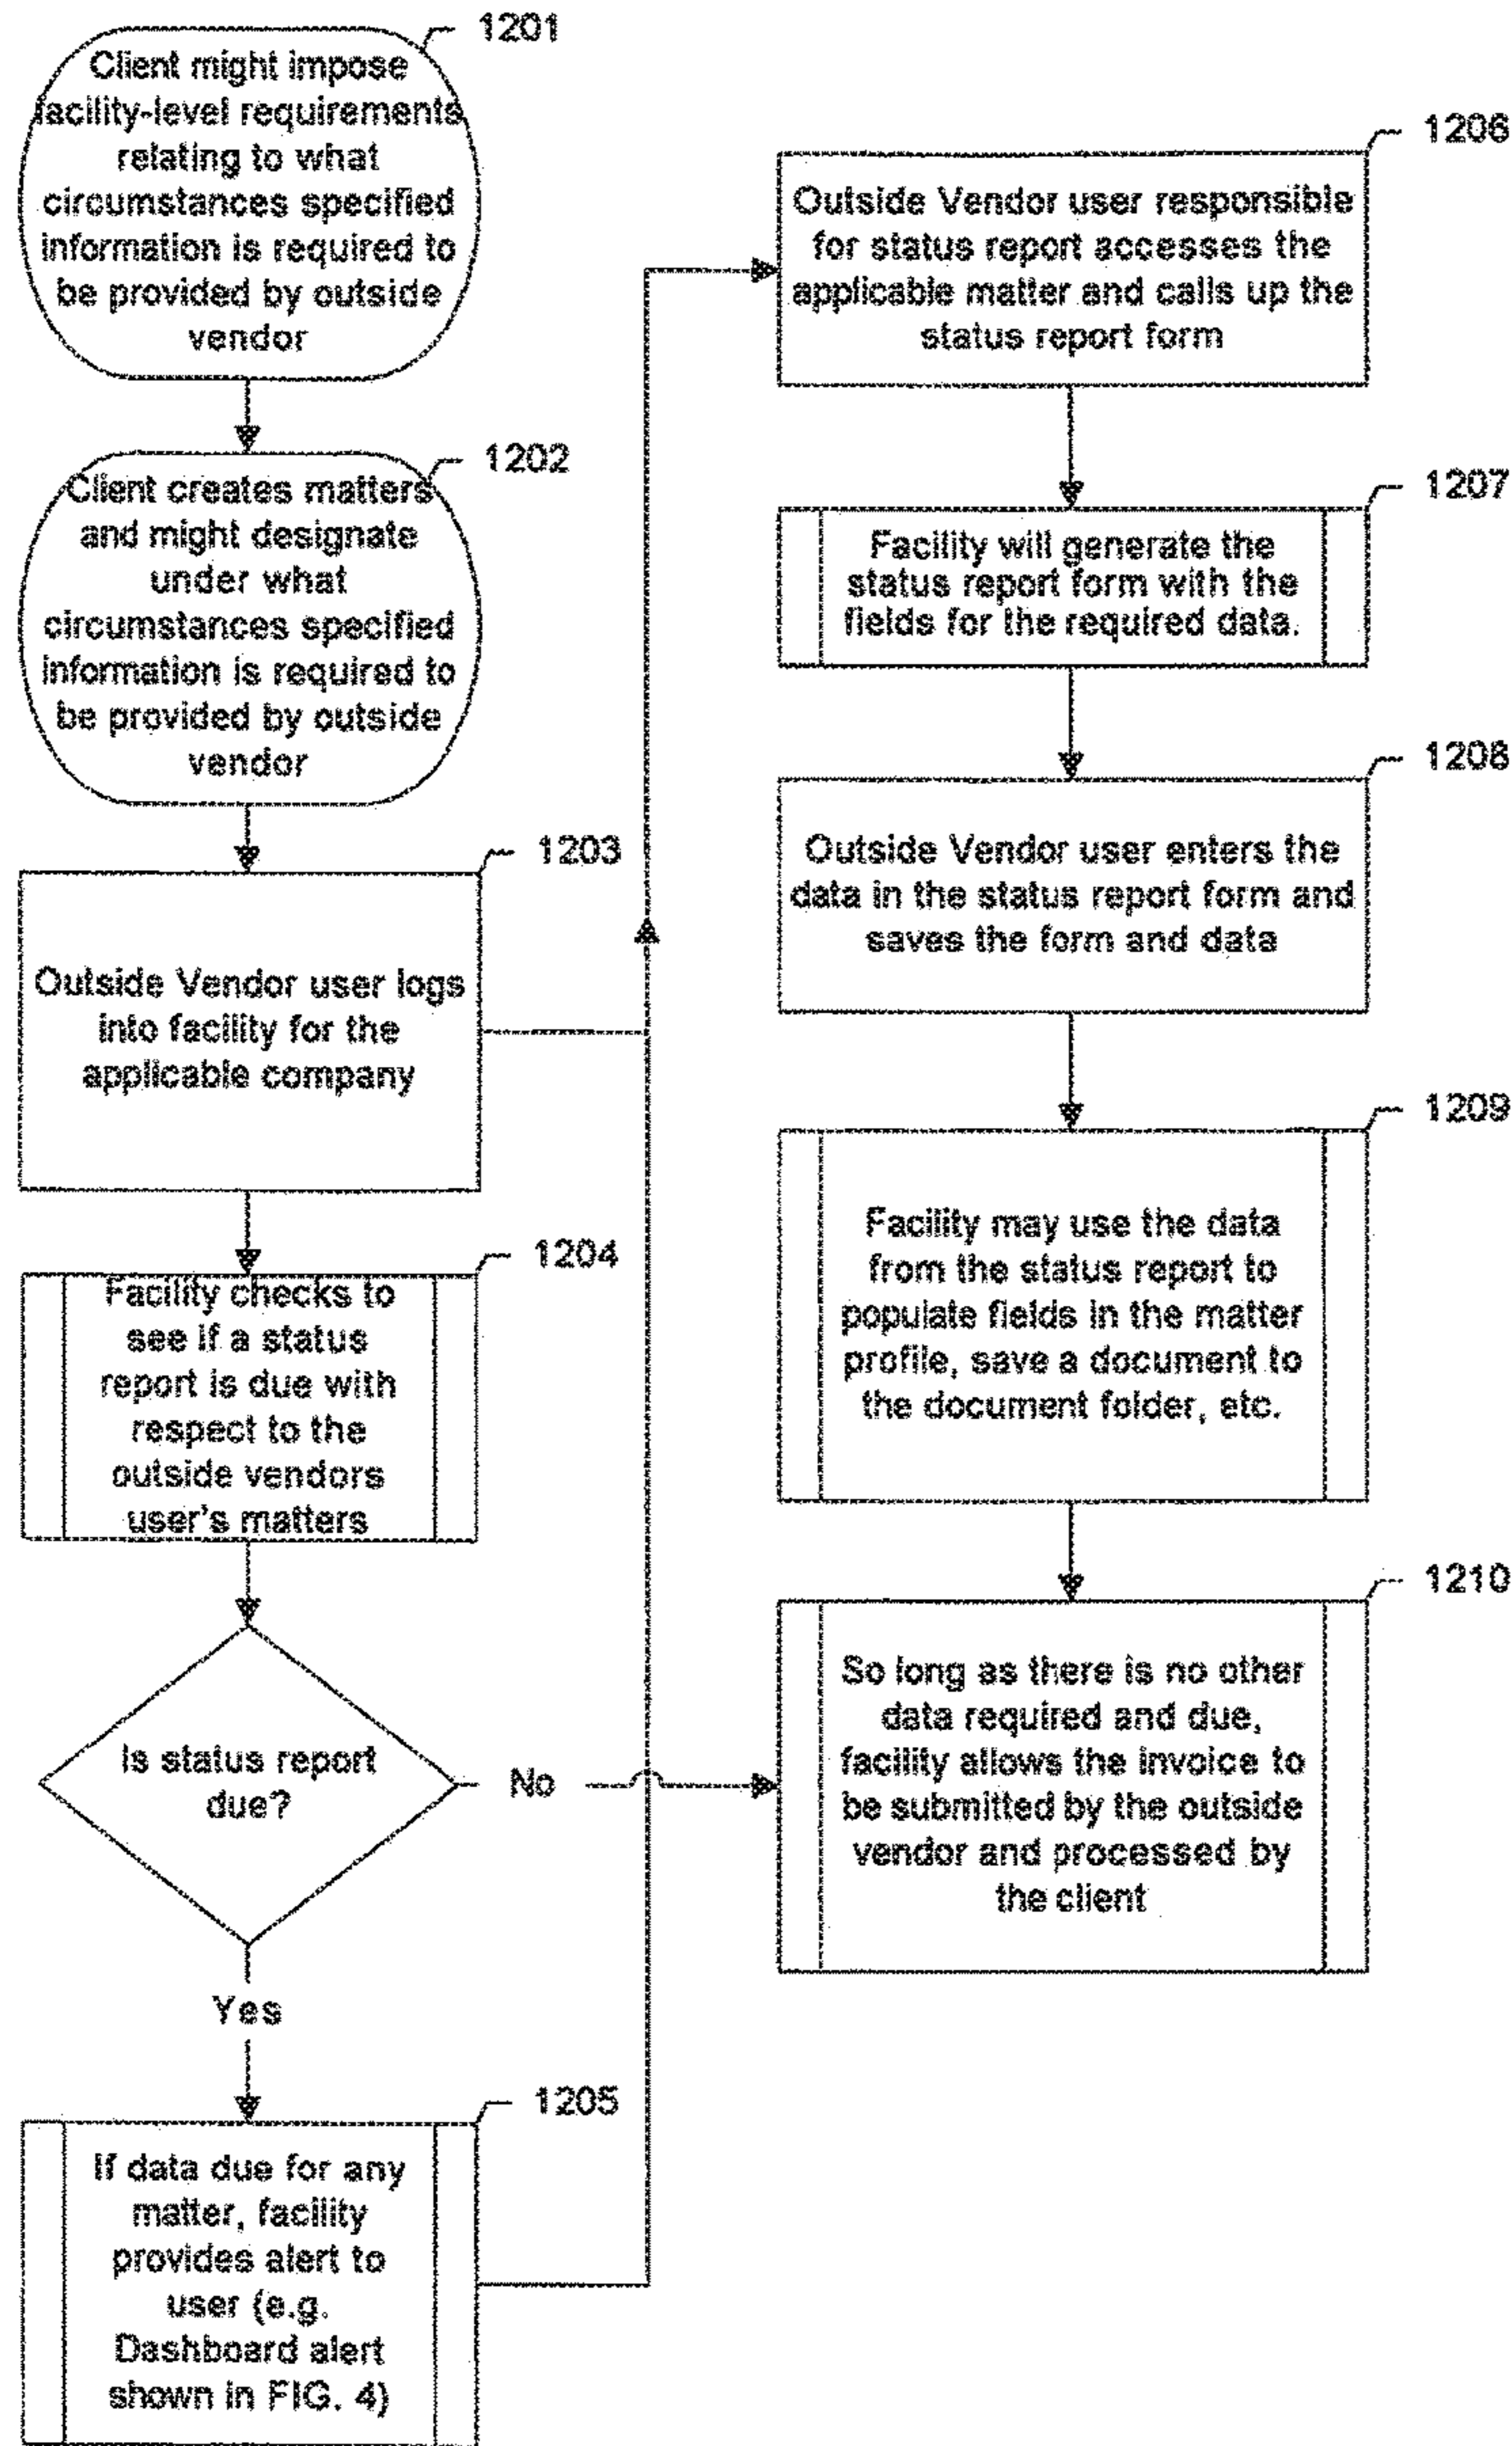 1201
Client might impose
facility-level requirements
relating to what
circumstances specified
information is required to
be provided by outside
vendor
1202
Client creates matters
and might designate
under what
circumstances specified
information is required to
be provided by outside
vendor
1203
Outside Vendor user logs
into facility for the
applicable company
1204
Facility checks to
see if a status
report is due with
respect to the
outside vendors
user's matters
Is status report
due?
No
Yes
1205
If data due for any
matter, facility
provides alert to
user (e.g.
Dashboard alert
shown in FIG. 4)
1206
Outside Vendor user responsible
for status report accesses the
applicable matter and calls up the
status report form
1207
Facility will generate the
status report form with the
fields for the required data.
1208
Outside Vendor user enters the
data in the status report form and
saves the form and data
1209
Facility may use the data
from the status report to
populate fields in the matter
profile, save a document to
the document folder, etc.
1210
So long as there is no other
data required and due,
facility allows the invoice to
be submitted by the outside
vendor and processed by
the client